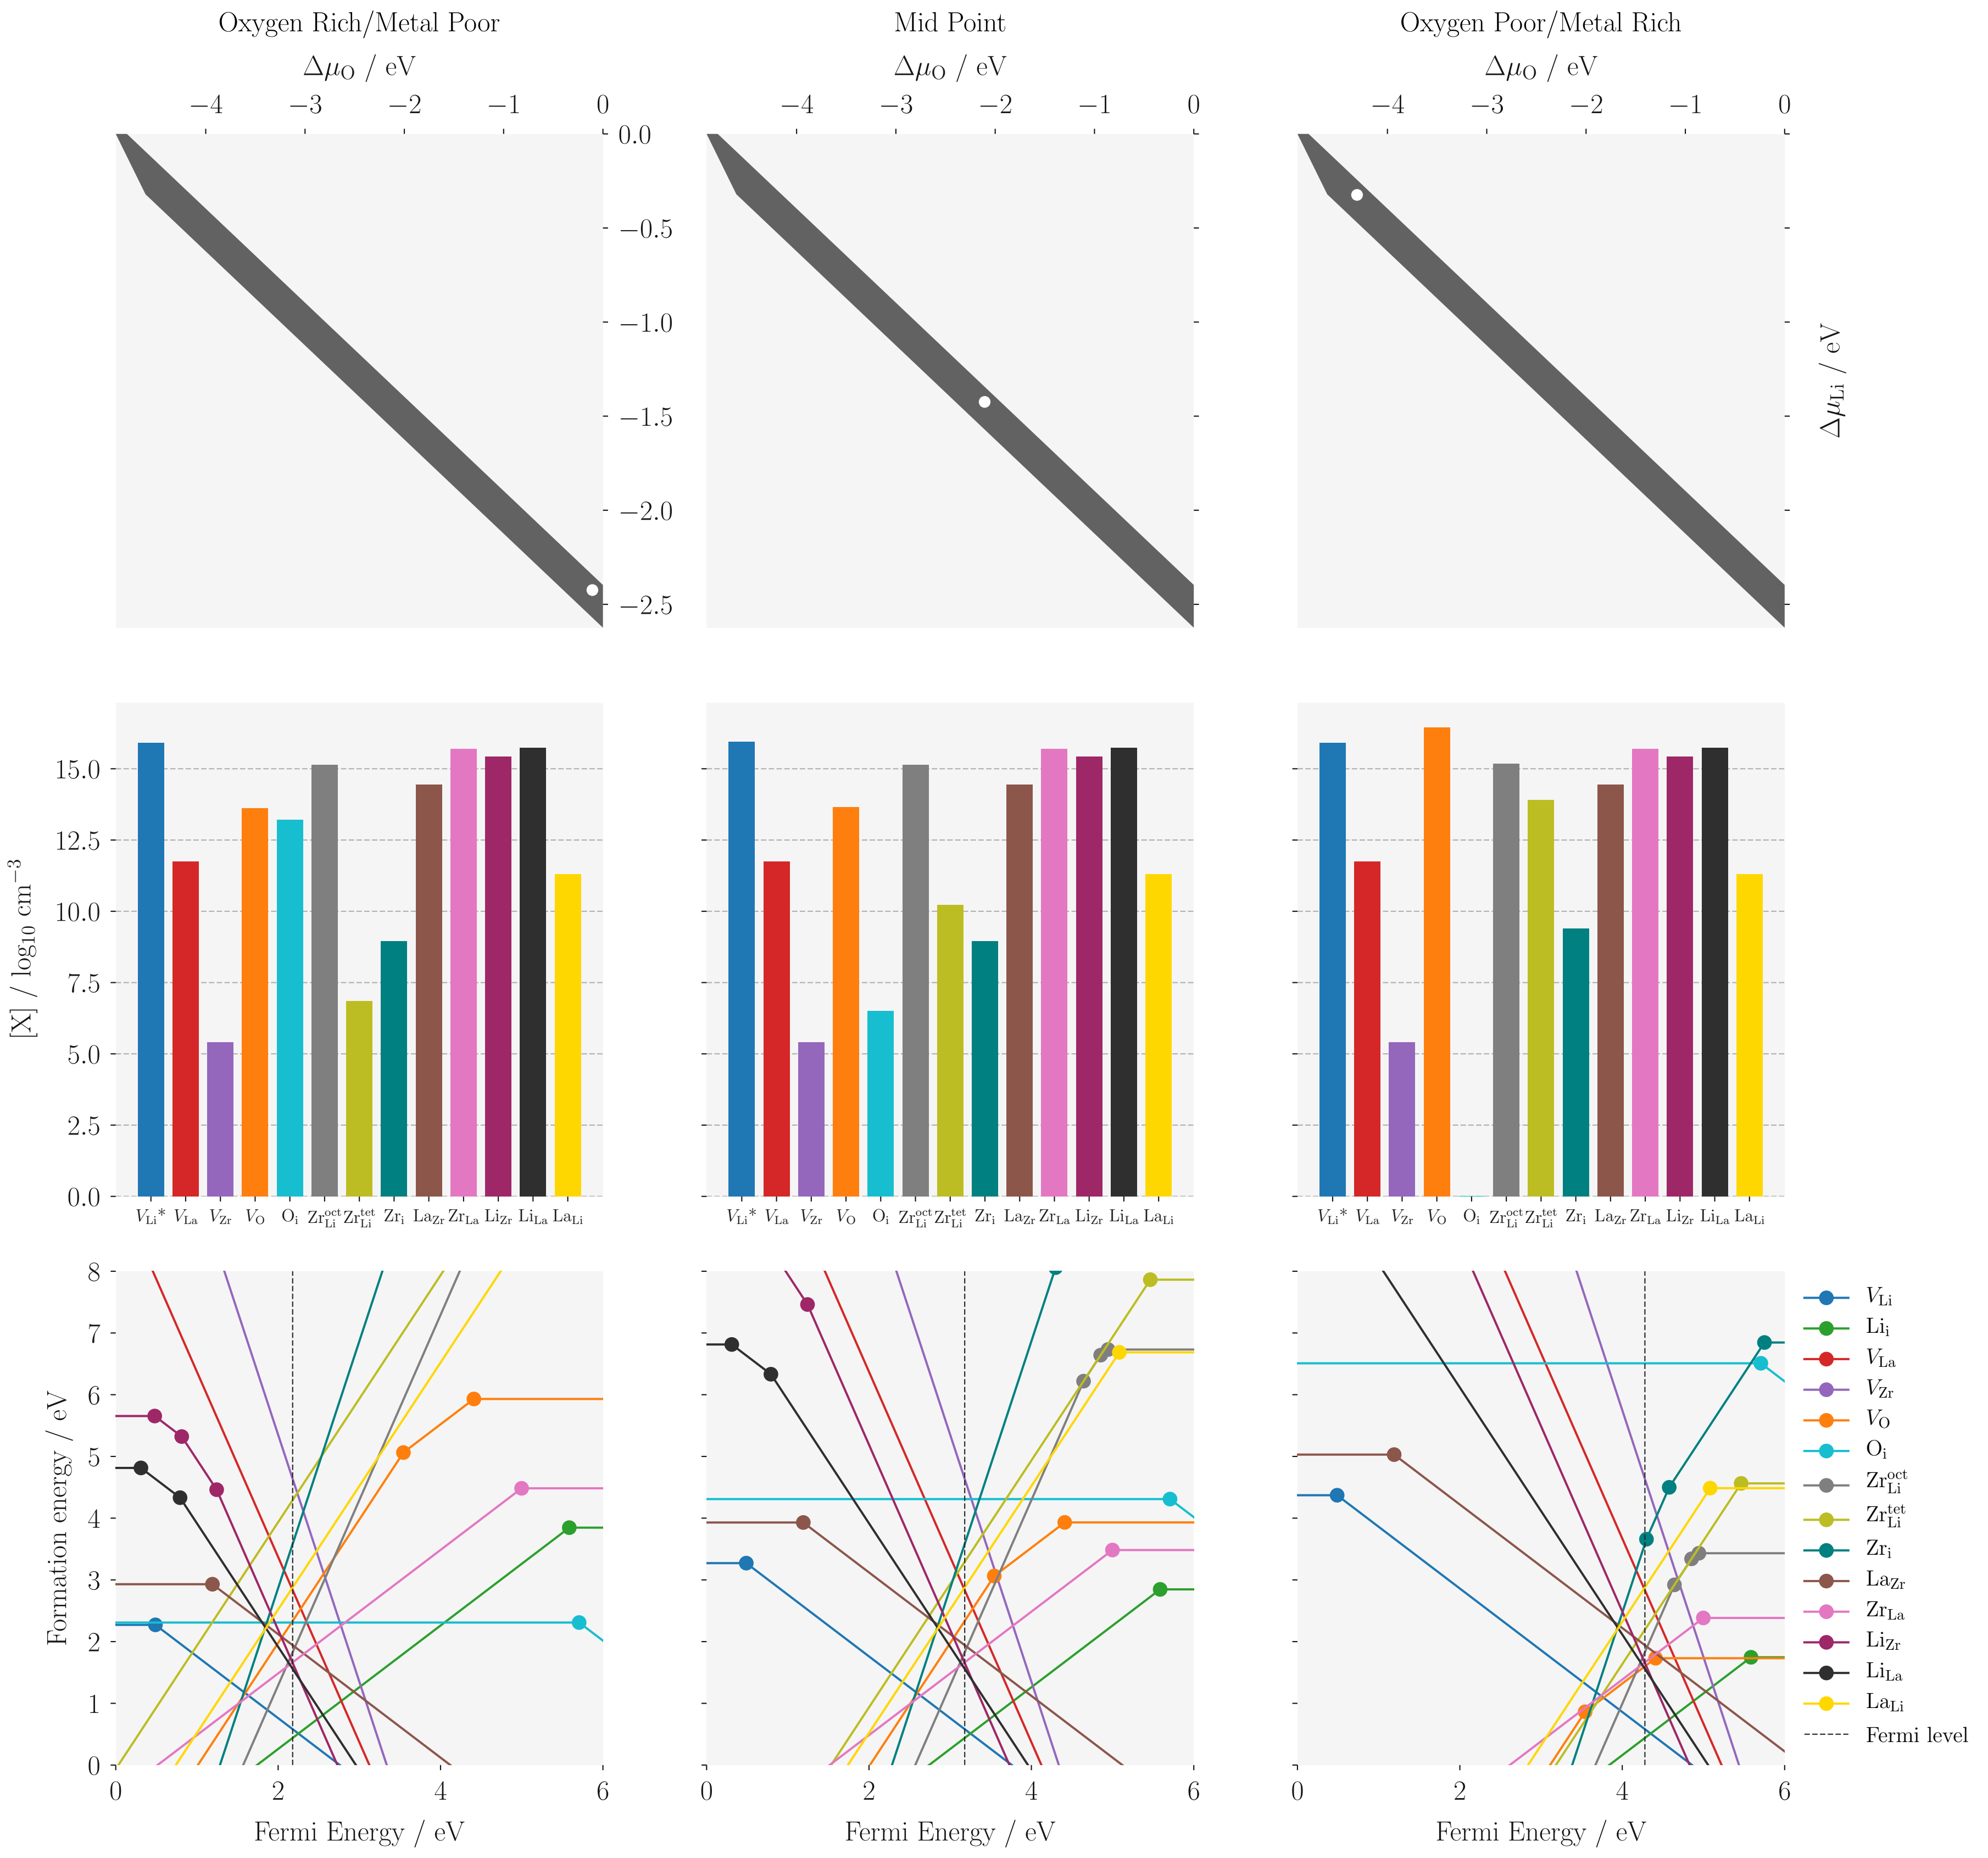 Oxygen Rich/Metal Poor
Mid Point
Oxygen Poor/Metal Rich
Δμ_O / eV
Δμ_O / eV
Δμ_O / eV
−4 −3 −2 −1 0
−4 −3 −2 −1 0
−4 −3 −2 −1 0
0.0
−0.5
−1.0
−1.5
−2.0
−2.5
Δμ_Li / eV
[X] / log₁₀ cm⁻³
15.0
12.5
10.0
7.5
5.0
2.5
0.0
V_Li* V_La V_Zr V_O O_i Zr_Li^oct Zr_Li^tet Zr_i La_Zr Zr_La Li_Zr Li_La La_Li
V_Li* V_La V_Zr V_O O_i Zr_Li^oct Zr_Li^tet Zr_i La_Zr Zr_La Li_Zr Li_La La_Li
V_Li* V_La V_Zr V_O O_i Zr_Li^oct Zr_Li^tet Zr_i La_Zr Zr_La Li_Zr Li_La La_Li
Formation energy / eV
8
7
6
5
4
3
2
1
0
0 2 4 6
0 2 4 6
0 2 4 6
Fermi Energy / eV
Fermi Energy / eV
Fermi Energy / eV
V_Li
Li_i
V_La
V_Zr
V_O
O_i
Zr_Li^oct
Zr_Li^tet
Zr_i
La_Zr
Zr_La
Li_Zr
Li_La
La_Li
Fermi level